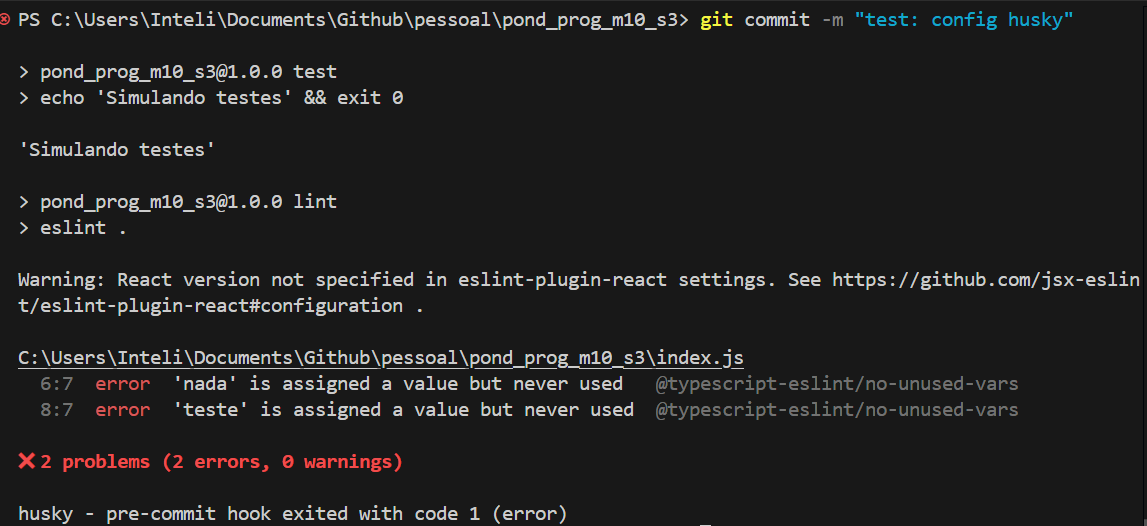 PS C:\Users\Inteli\Documents\Github\pessoal\pond_prog_m10_s3> git commit -m "test: config husky"
> pond_prog_m10_s3@1.0.0 test
> echo 'Simulando testes' && exit 0
'Simulando testes'
> pond_prog_m10_s3@1.0.0 lint
> eslint .
Warning: React version not specified in eslint-plugin-react settings. See https://github.com/jsx-eslin
t/eslint-plugin-react#configuration .
C:\Users\Inteli\Documents\Github\pessoal\pond_prog_m10_s3\index.js
6:7 error 'nada' is assigned a value but never used @typescript-eslint/no-unused-vars
8:7 error 'teste' is assigned a value but never used @typescript-eslint/no-unused-vars
❌ 2 problems (2 errors, 0 warnings)
husky - pre-commit hook exited with code 1 (error)